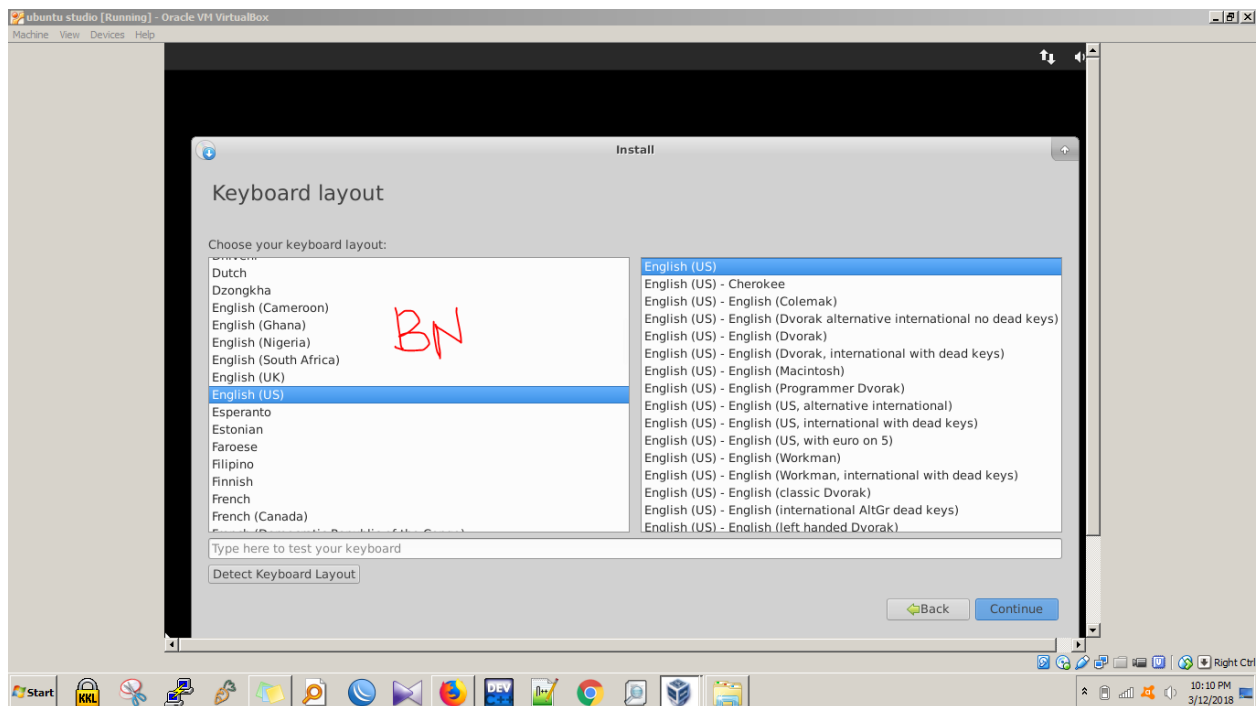 ubuntu studio [Running] - Oracle VM VirtualBox
Machine View Devices Help
Install
Keyboard layout
Choose your keyboard layout:
Dhivehi
Dutch
Dzongkha
English (Cameroon)
English (Ghana)
English (Nigeria)
English (South Africa)
English (UK)
English (US)
Esperanto
Estonian
Faroese
Filipino
Finnish
French
French (Canada)
French (Democratic Republic of the Congo)
BN
English (US)
English (US) - Cherokee
English (US) - English (Colemak)
English (US) - English (Dvorak alternative international no dead keys)
English (US) - English (Dvorak)
English (US) - English (Dvorak, international with dead keys)
English (US) - English (Macintosh)
English (US) - English (Programmer Dvorak)
English (US) - English (US, alternative international)
English (US) - English (US, international with dead keys)
English (US) - English (US, with euro on 5)
English (US) - English (Workman)
English (US) - English (Workman, international with dead keys)
English (US) - English (classic Dvorak)
English (US) - English (international AltGr dead keys)
English (US) - English (left handed Dvorak)
Type here to test your keyboard
Detect Keyboard Layout
Back Continue
Right Ctrl
Start KKL DEV C++ 10:10 PM
3/12/2018